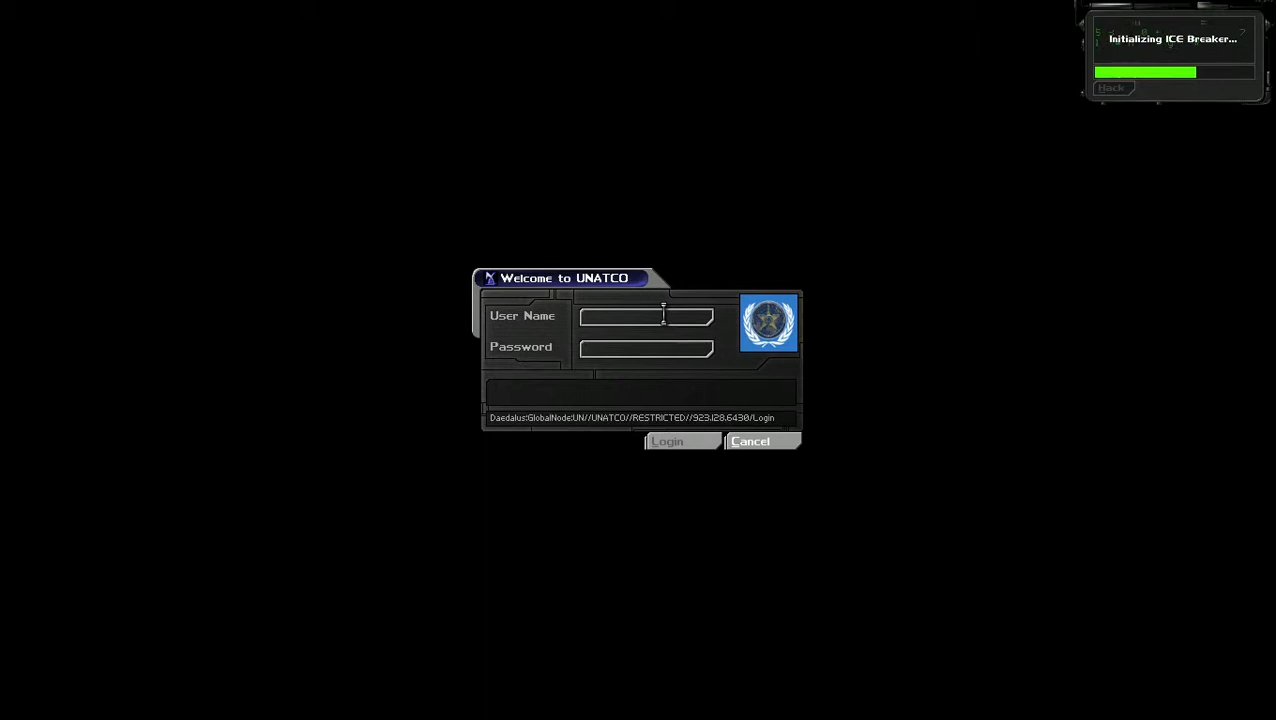 Initializing ICE Breaker...
Hack
Welcome to UNATCO
User Name
Password
Daedalus:GlobalNode:UN//UNATCO//RESTRICTED//923.128.6430/Login
Login
Cancel